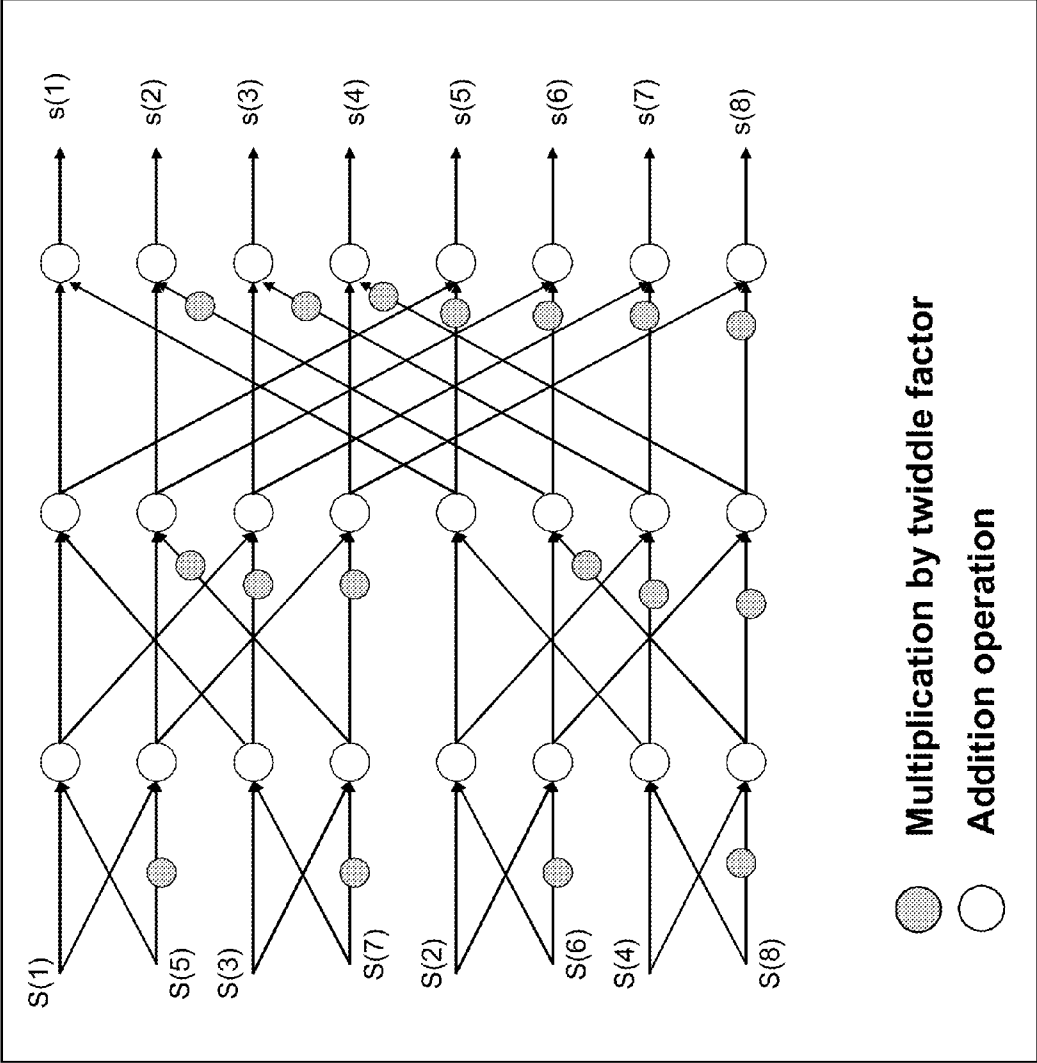 S(1)
s(1)
S(5)
s(2)
S(3)
s(3)
S(7)
s(4)
S(2)
s(5)
S(6)
s(6)
S(4)
s(7)
S(8)
s(8)
Multiplication by twiddle factor
Addition operation